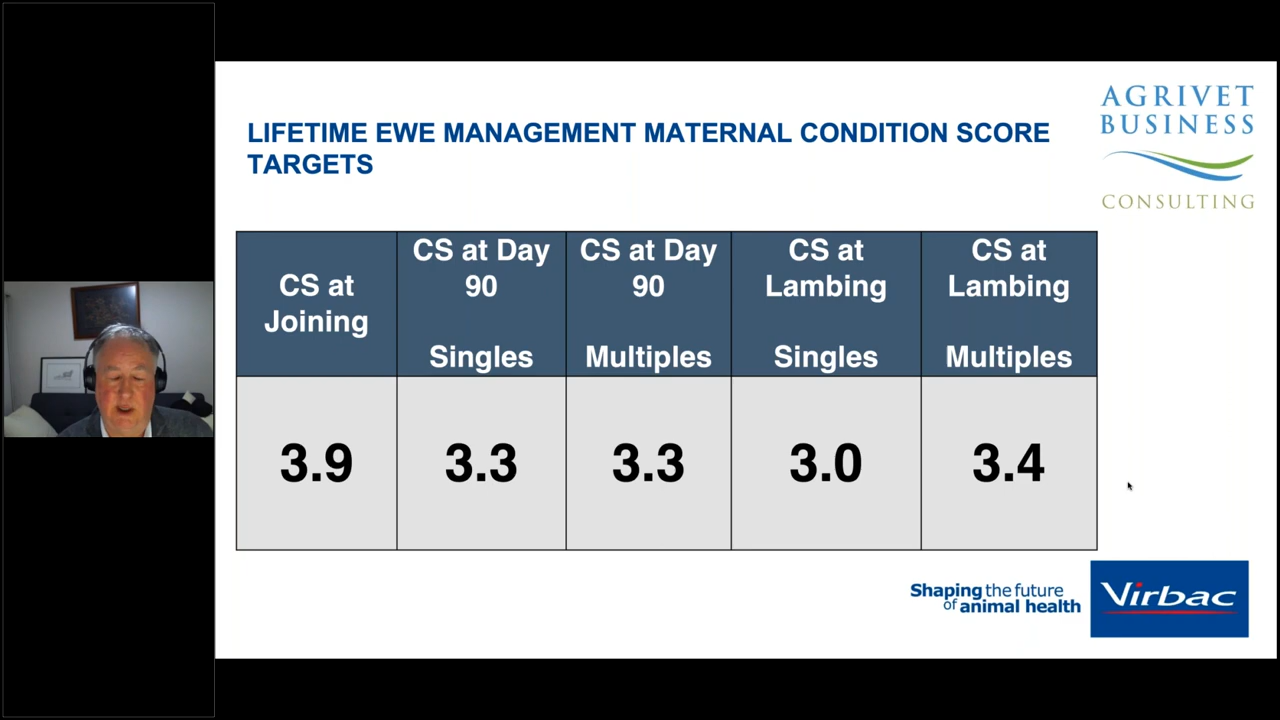 LIFETIME EWE MANAGEMENT MATERNAL CONDITION SCORE
TARGETS
AGRIVET
BUSINESS
CONSULTING
CS at
Joining
CS at Day
90
Singles
CS at Day
90
Multiples
CS at
Lambing
Singles
CS at
Lambing
Multiples
3.9
3.3
3.3
3.0
3.4
Shaping the future
of animal health
Virbac